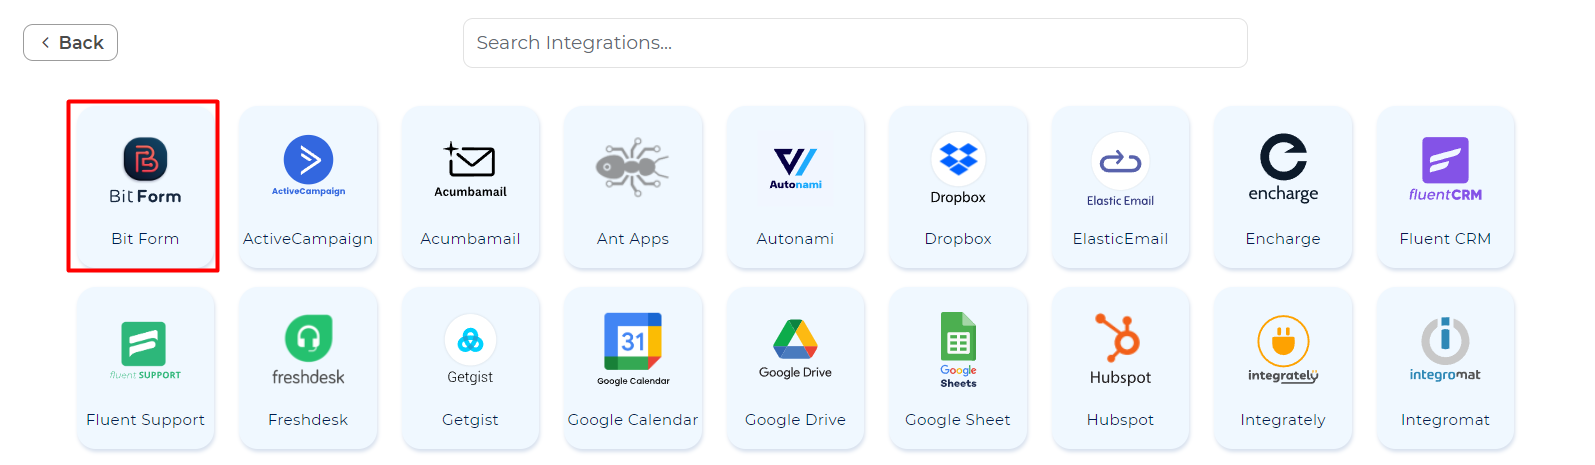 Back
Search Integrations...
Bit Form
ActiveCampaign
Acumbamail
Autonami
Dropbox
Elastic Email
encharge
fluentCRM
Bit Form
ActiveCampaign
Acumbamail
Ant Apps
Autonami
Dropbox
ElasticEmail
Encharge
Fluent CRM
fluent SUPPORT
freshdesk
Getgist
31
Google Calendar
Google Drive
Google
Sheets
Hubspot
integrately
integromat
Fluent Support
Freshdesk
Getgist
Google Calendar
Google Drive
Google Sheet
Hubspot
Integrately
Integromat